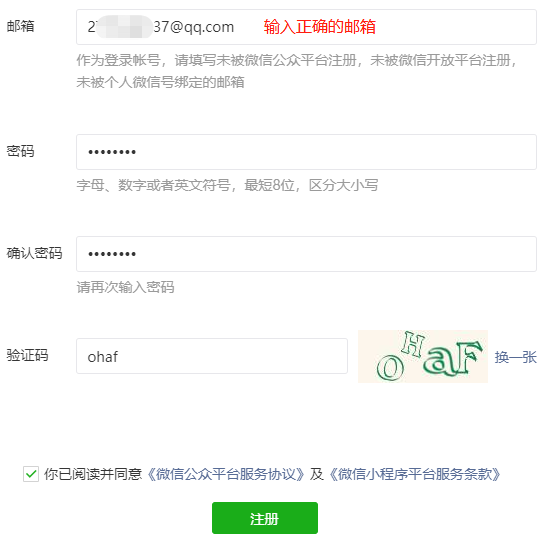 邮箱 2 37@qq.com 输入正确的邮箱
作为登录帐号，请填写未被微信公众平台注册，未被微信开放平台注册，
未被个人微信号绑定的邮箱
密码 ••••••••
字母、数字或者英文符号，最短8位，区分大小写
确认密码 ••••••••
请再次输入密码
验证码 ohaf OHaF 换一张
你已阅读并同意《微信公众平台服务协议》及《微信小程序平台服务条款》
注册